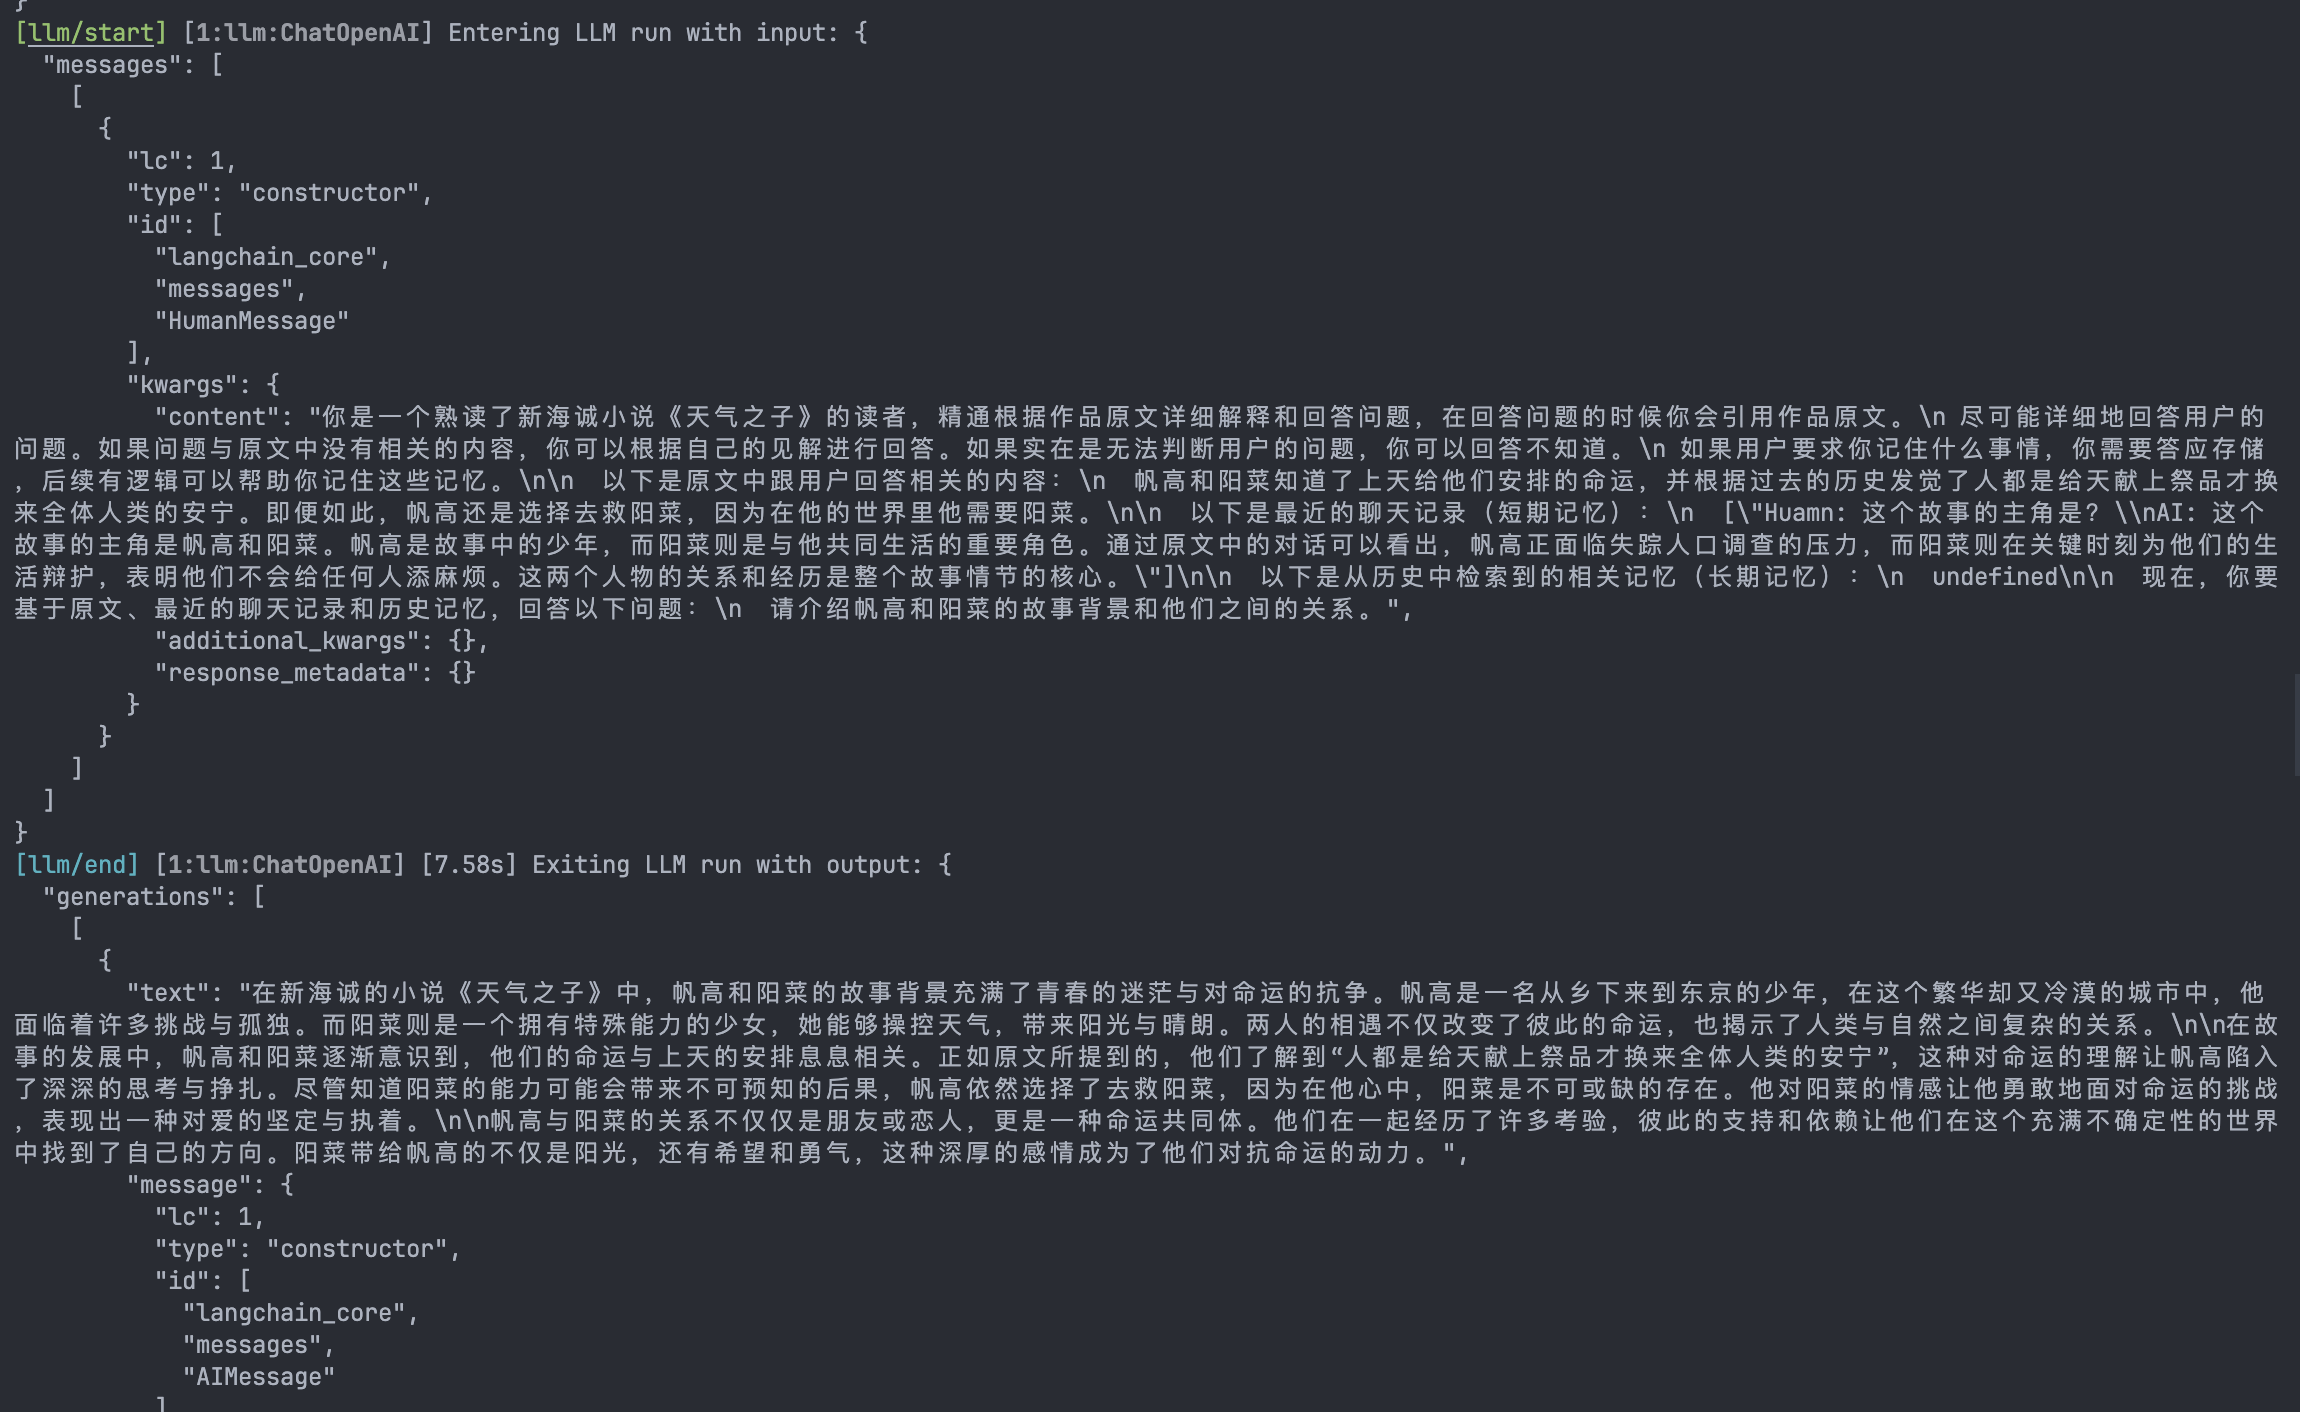 }
[llm/start] [1:llm:ChatOpenAI] Entering LLM run with input: {
  "messages": [
    [
      {
        "lc": 1,
        "type": "constructor",
        "id": [
          "langchain_core",
          "messages",
          "HumanMessage"
        ],
        "kwargs": {
          "content": "你是一个熟读了新海诚小说《天气之子》的读者，精通根据作品原文详细解释和回答问题，在回答问题的时候你会引用作品原文。\n 尽可能详细地回答用户的
问题。如果问题与原文中没有相关的内容，你可以根据自己的见解进行回答。如果实在是无法判断用户的问题，你可以回答不知道。\n 如果用户要求你记住什么事情，你需要答应存储
，后续有逻辑可以帮助你记住这些记忆。\n\n  以下是原文中跟用户回答相关的内容：\n  帆高和阳菜知道了上天给他们安排的命运，并根据过去的历史发觉了人都是给天献上祭品才换
来全体人类的安宁。即便如此，帆高还是选择去救阳菜，因为在他的世界里他需要阳菜。\n\n  以下是最近的聊天记录（短期记忆）：\n  [\"Huamn: 这个故事的主角是？\\nAI: 这个
故事的主角是帆高和阳菜。帆高是故事中的少年，而阳菜则是与他共同生活的重要角色。通过原文中的对话可以看出，帆高正面临失踪人口调查的压力，而阳菜则在关键时刻为他们的生
活辩护，表明他们不会给任何人添麻烦。这两个人物的关系和经历是整个故事情节的核心。\"]\n\n  以下是从历史中检索到的相关记忆（长期记忆）：\n  undefined\n\n  现在，你要
基于原文、最近的聊天记录和历史记忆，回答以下问题：\n  请介绍帆高和阳菜的故事背景和他们之间的关系。",
          "additional_kwargs": {},
          "response_metadata": {}
        }
      }
    ]
  ]
}
[llm/end] [1:llm:ChatOpenAI] [7.58s] Exiting LLM run with output: {
  "generations": [
    [
      {
        "text": "在新海诚的小说《天气之子》中，帆高和阳菜的故事背景充满了青春的迷茫与对命运的抗争。帆高是一名从乡下来到东京的少年，在这个繁华却又冷漠的城市中，他
面临着许多挑战与孤独。而阳菜则是一个拥有特殊能力的少女，她能够操控天气，带来阳光与晴朗。两人的相遇不仅改变了彼此的命运，也揭示了人类与自然之间复杂的关系。\n\n在故
事的发展中，帆高和阳菜逐渐意识到，他们的命运与上天的安排息息相关。正如原文所提到的，他们了解到“人都是给天献上祭品才换来全体人类的安宁”，这种对命运的理解让帆高陷入
了深深的思考与挣扎。尽管知道阳菜的能力可能会带来不可预知的后果，帆高依然选择了去救阳菜，因为在他心中，阳菜是不可或缺的存在。他对阳菜的情感让他勇敢地面对命运的挑战
，表现出一种对爱的坚定与执着。\n\n帆高与阳菜的关系不仅仅是朋友或恋人，更是一种命运共同体。他们在一起经历了许多考验，彼此的支持和依赖让他们在这个充满不确定性的世界
中找到了自己的方向。阳菜带给帆高的不仅是阳光，还有希望和勇气，这种深厚的感情成为了他们对抗命运的动力。",
        "message": {
          "lc": 1,
          "type": "constructor",
          "id": [
            "langchain_core",
            "messages",
            "AIMessage"
          ]